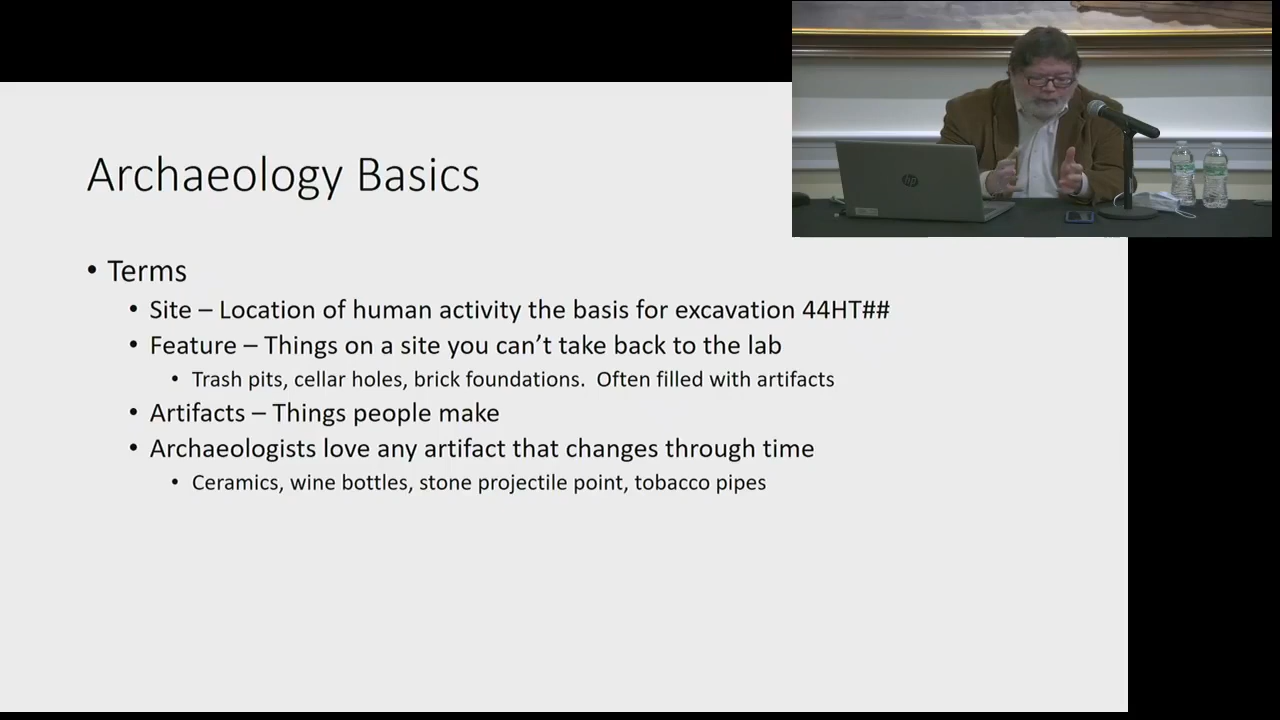 Archaeology Basics
• Terms
• Site – Location of human activity the basis for excavation 44HT##
• Feature – Things on a site you can’t take back to the lab
• Trash pits, cellar holes, brick foundations.  Often filled with artifacts
• Artifacts – Things people make
• Archaeologists love any artifact that changes through time
• Ceramics, wine bottles, stone projectile point, tobacco pipes
hp